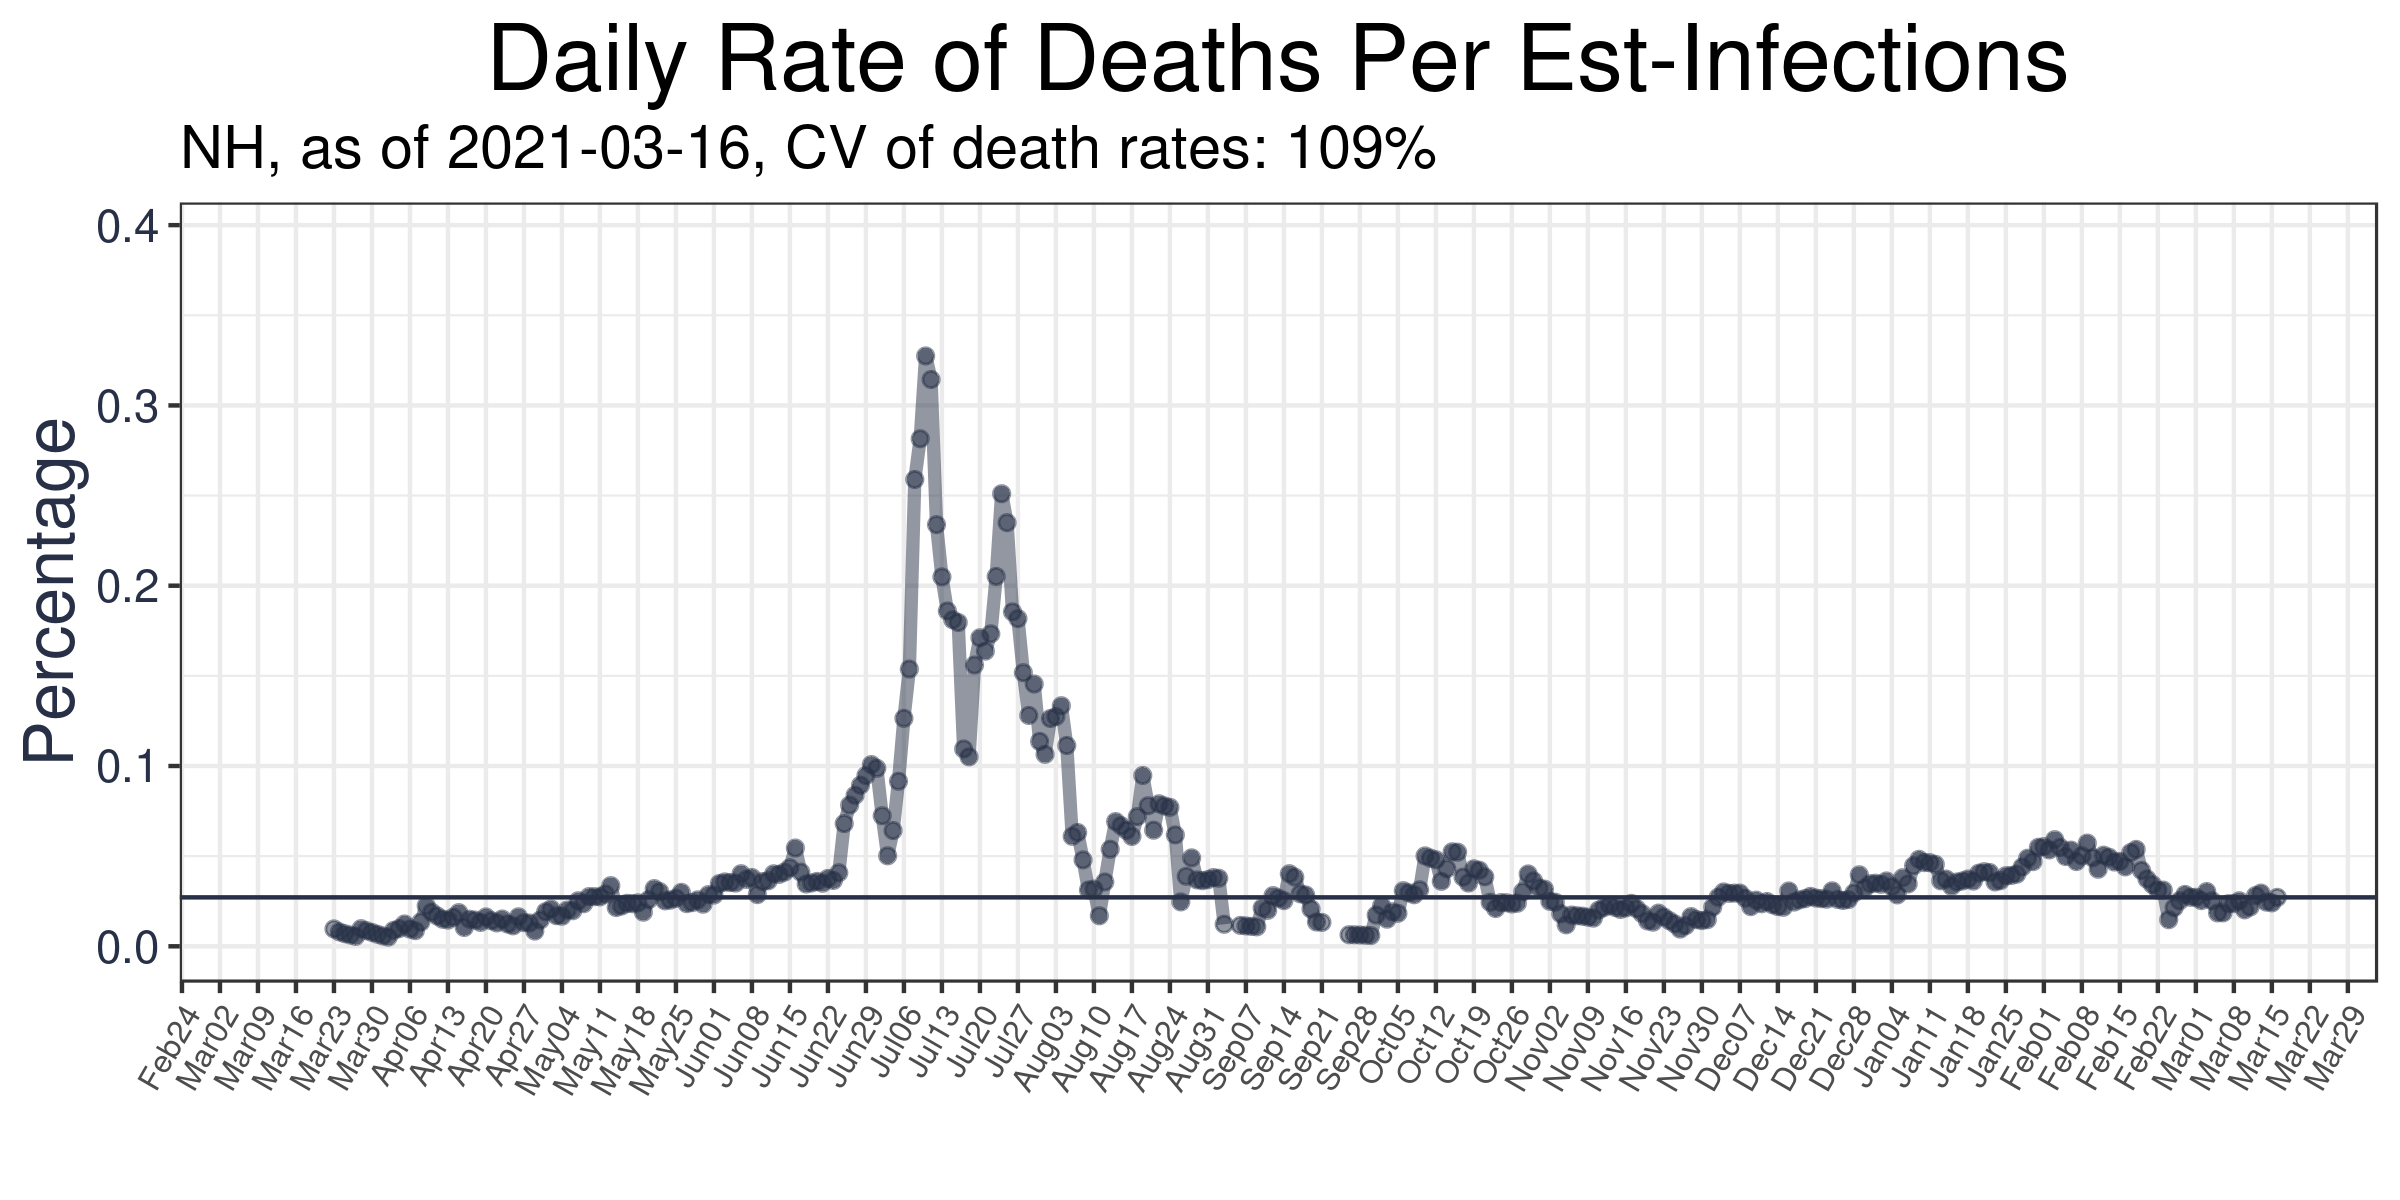 Daily Rate of Deaths Per Est-Infections
NH, as of 2021-03-16, CV of death rates: 109%
Percentage
0.4
0.3
0.2
0.1
0.0
Feb24
Mar02
Mar09
Mar16
Mar23
Mar30
Apr06
Apr13
Apr20
Apr27
May04
May11
May18
May25
Jun01
Jun08
Jun15
Jun22
Jun29
Jul06
Jul13
Jul20
Jul27
Aug03
Aug10
Aug17
Aug24
Aug31
Sep07
Sep14
Sep21
Sep28
Oct05
Oct12
Oct19
Oct26
Nov02
Nov09
Nov16
Nov23
Nov30
Dec07
Dec14
Dec21
Dec28
Jan04
Jan11
Jan18
Jan25
Feb01
Feb08
Feb15
Feb22
Mar01
Mar08
Mar15
Mar22
Mar29